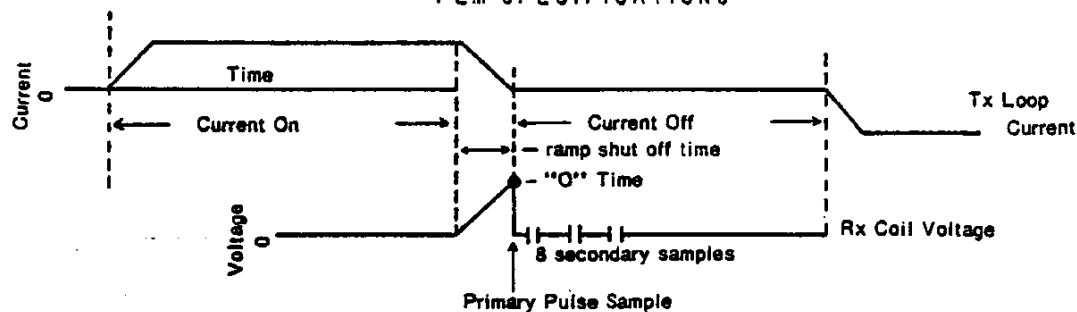 Current
0
Time
Tx Loop
Current
Current On
Current Off
ramp shut off time
"O" Time
Voltage
0
Rx Coil Voltage
8 secondary samples
Primary Pulse Sample